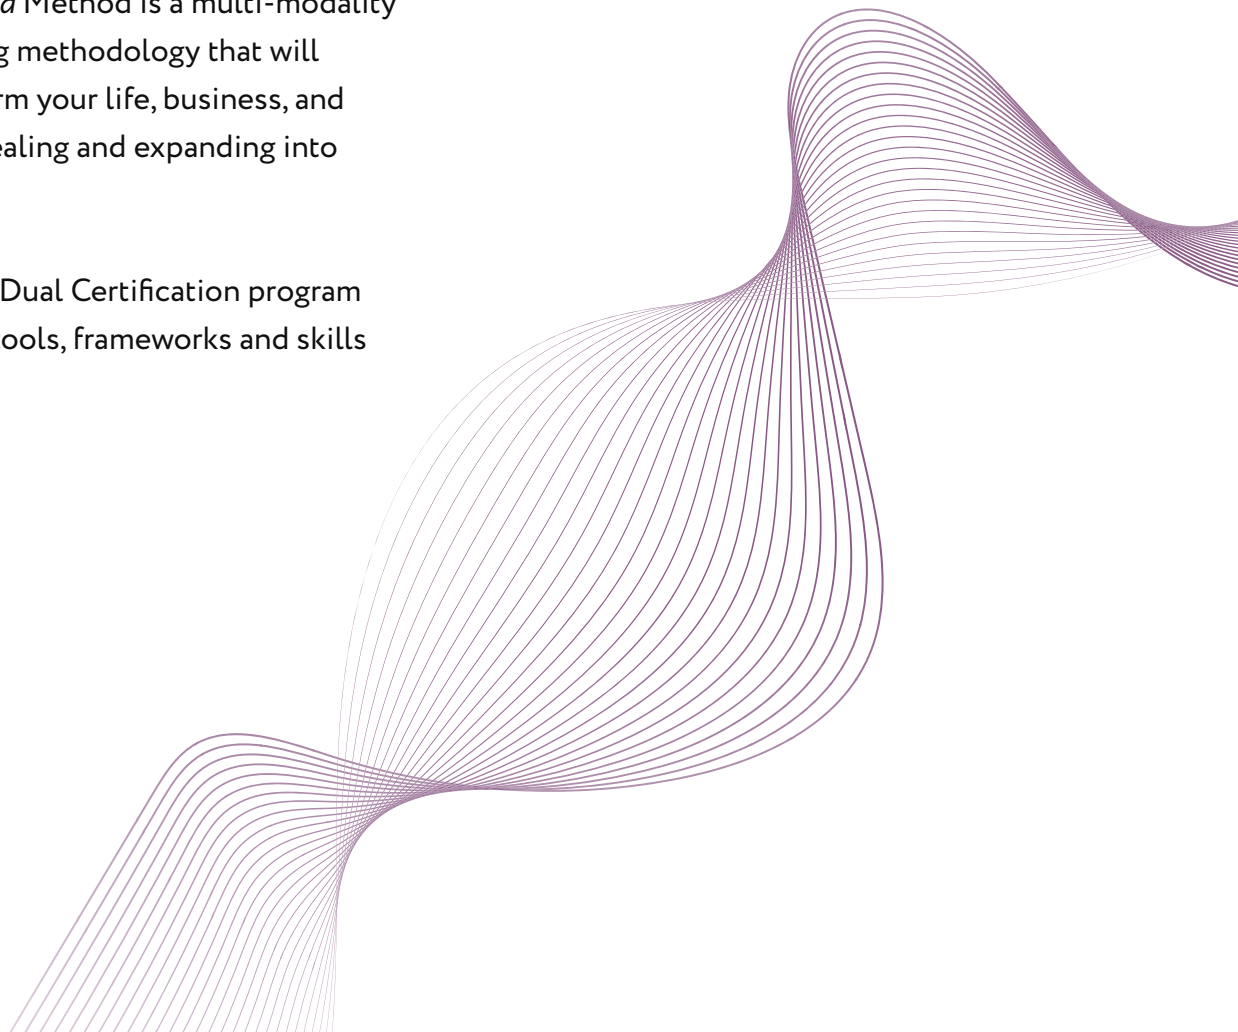 a Method is a multi-modality
g methodology that will
rm your life, business, and
ealing and expanding into
Dual Certification program
ools, frameworks and skills